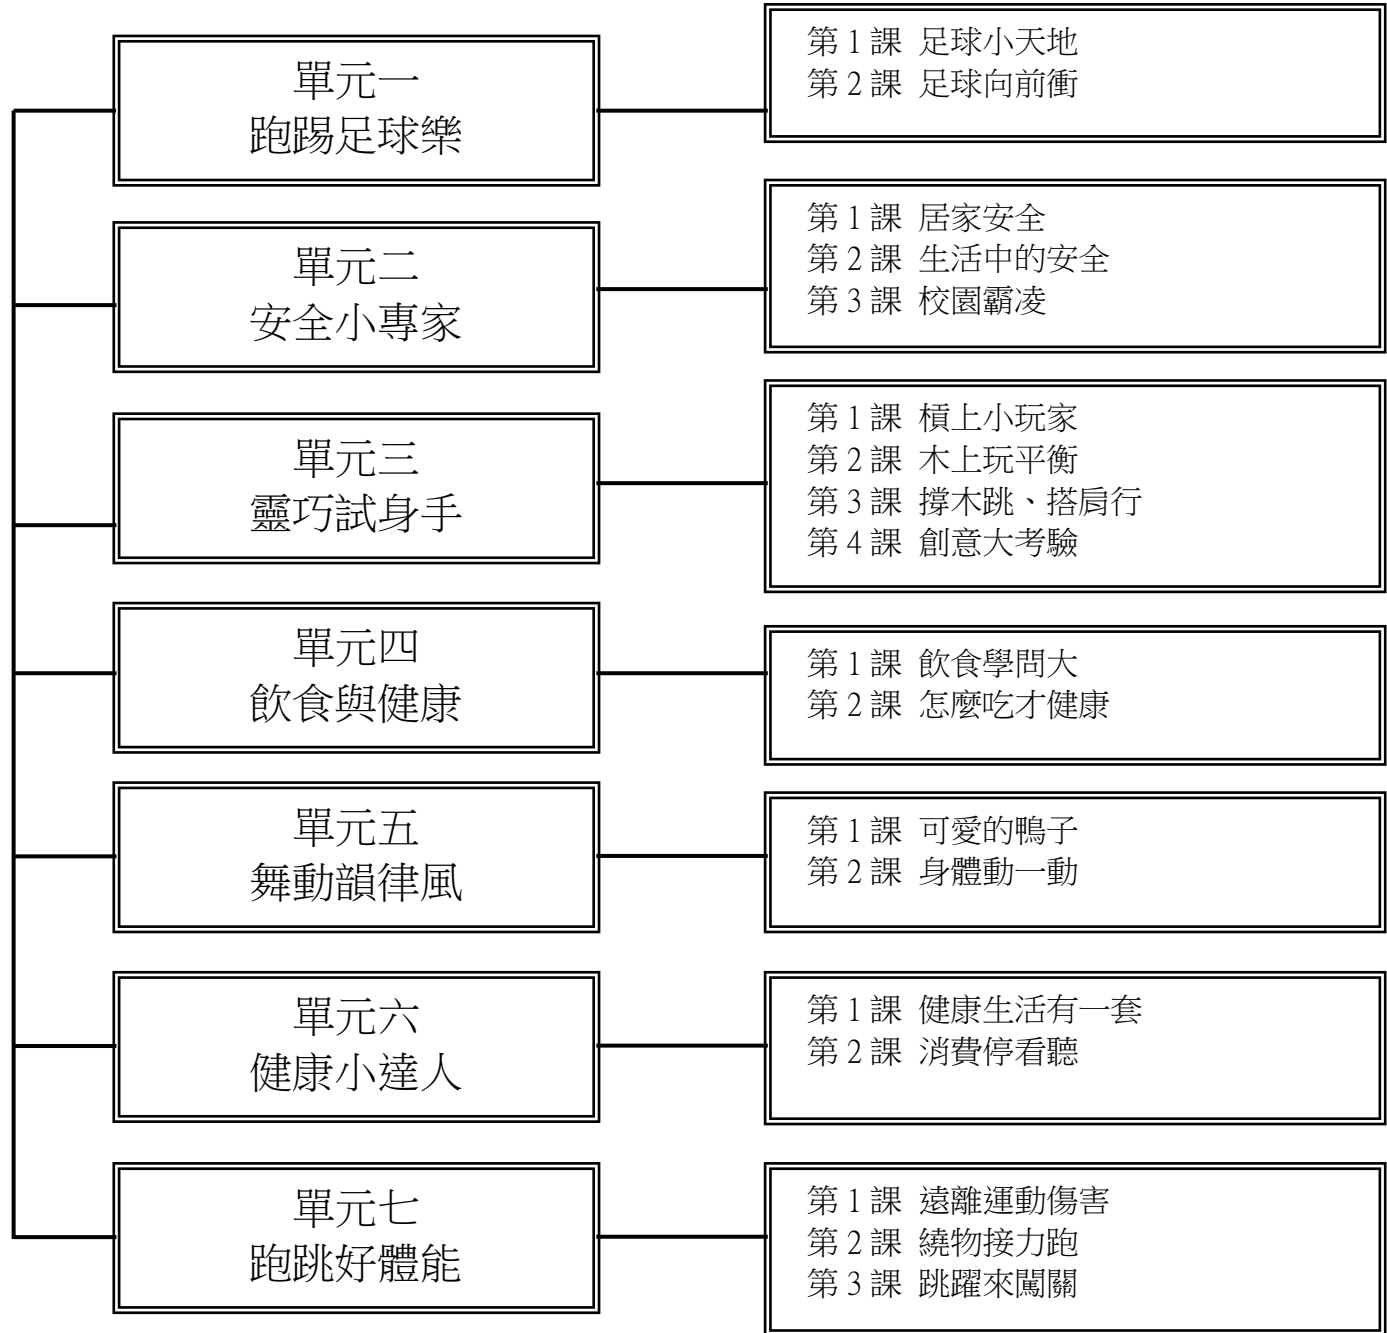 單元一
跑踢足球樂
第 1 課 足球小天地
第 2 課 足球向前衝
單元二
安全小專家
第 1 課 居家安全
第 2 課 生活中的安全
第 3 課 校園霸凌
單元三
靈巧試身手
第 1 課 槓上小玩家
第 2 課 木上玩平衡
第 3 課 撐木跳、搭肩行
第 4 課 創意大考驗
單元四
飲食與健康
第 1 課 飲食學問大
第 2 課 怎麼吃才健康
單元五
舞動韻律風
第 1 課 可愛的鴨子
第 2 課 身體動一動
單元六
健康小達人
第 1 課 健康生活有一套
第 2 課 消費停看聽
單元七
跑跳好體能
第 1 課 遠離運動傷害
第 2 課 繞物接力跑
第 3 課 跳躍來闖關